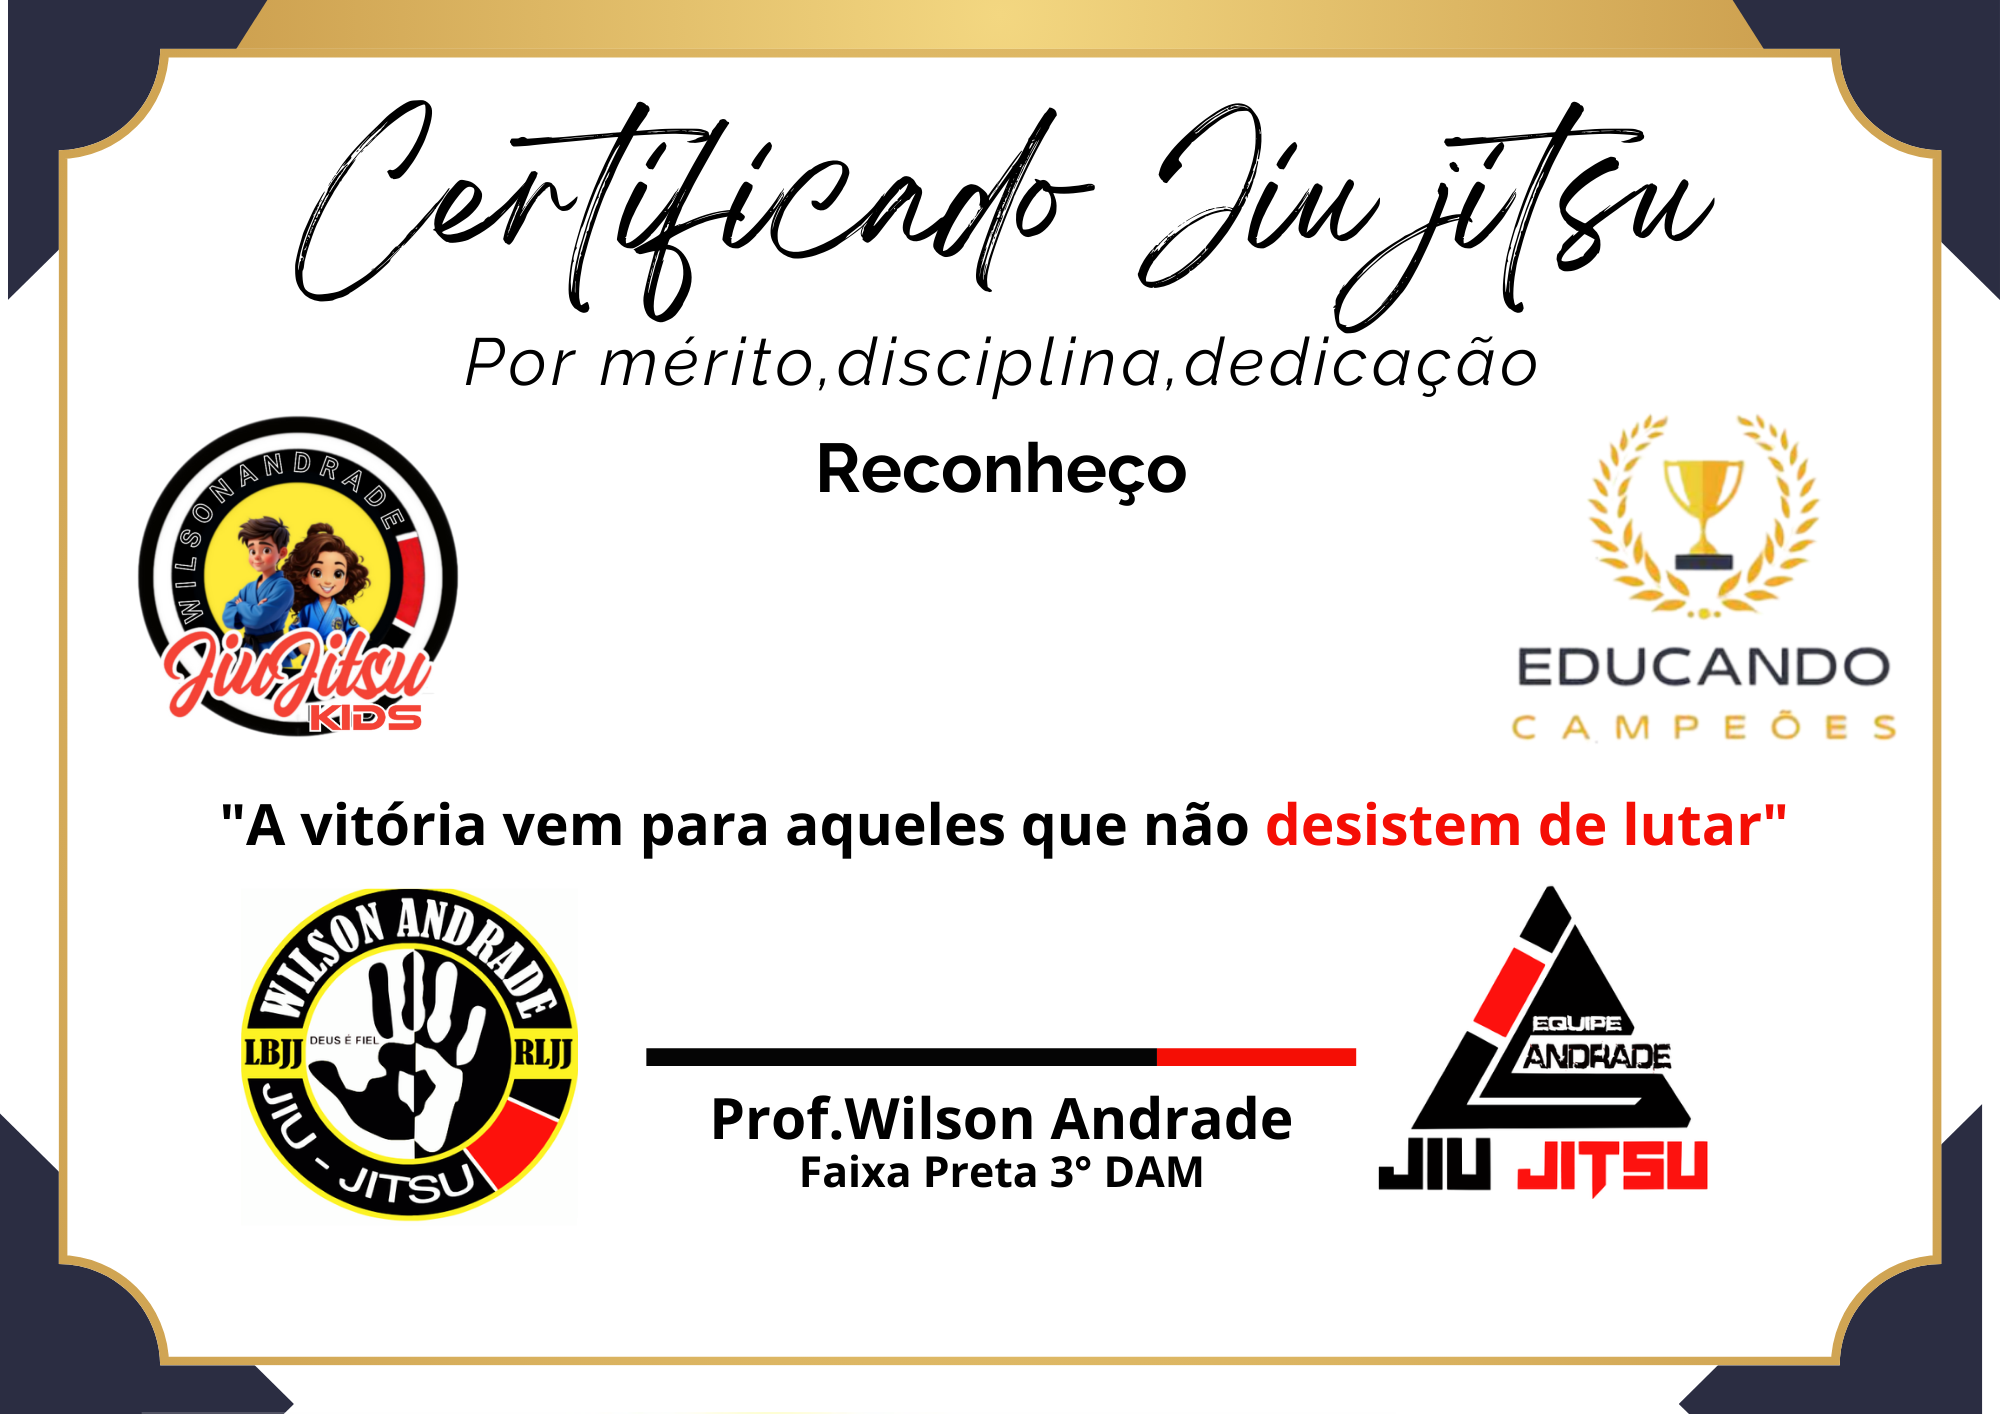 Certificado Jiu jitsu
Por mérito,disciplina,dedicação
Reconheço
WILSON ANDRADE
JiuJitsu
KIDS
EDUCANDO
CAMPEÕES
"A vitória vem para aqueles que não desistem de lutar"
WILSON ANDRADE
LBJJ
DEUS É FIEL
RLJJ
JIU - JITSU
EQUIPE
ANDRADE
JIU JITSU
Prof.Wilson Andrade
Faixa Preta 3° DAM